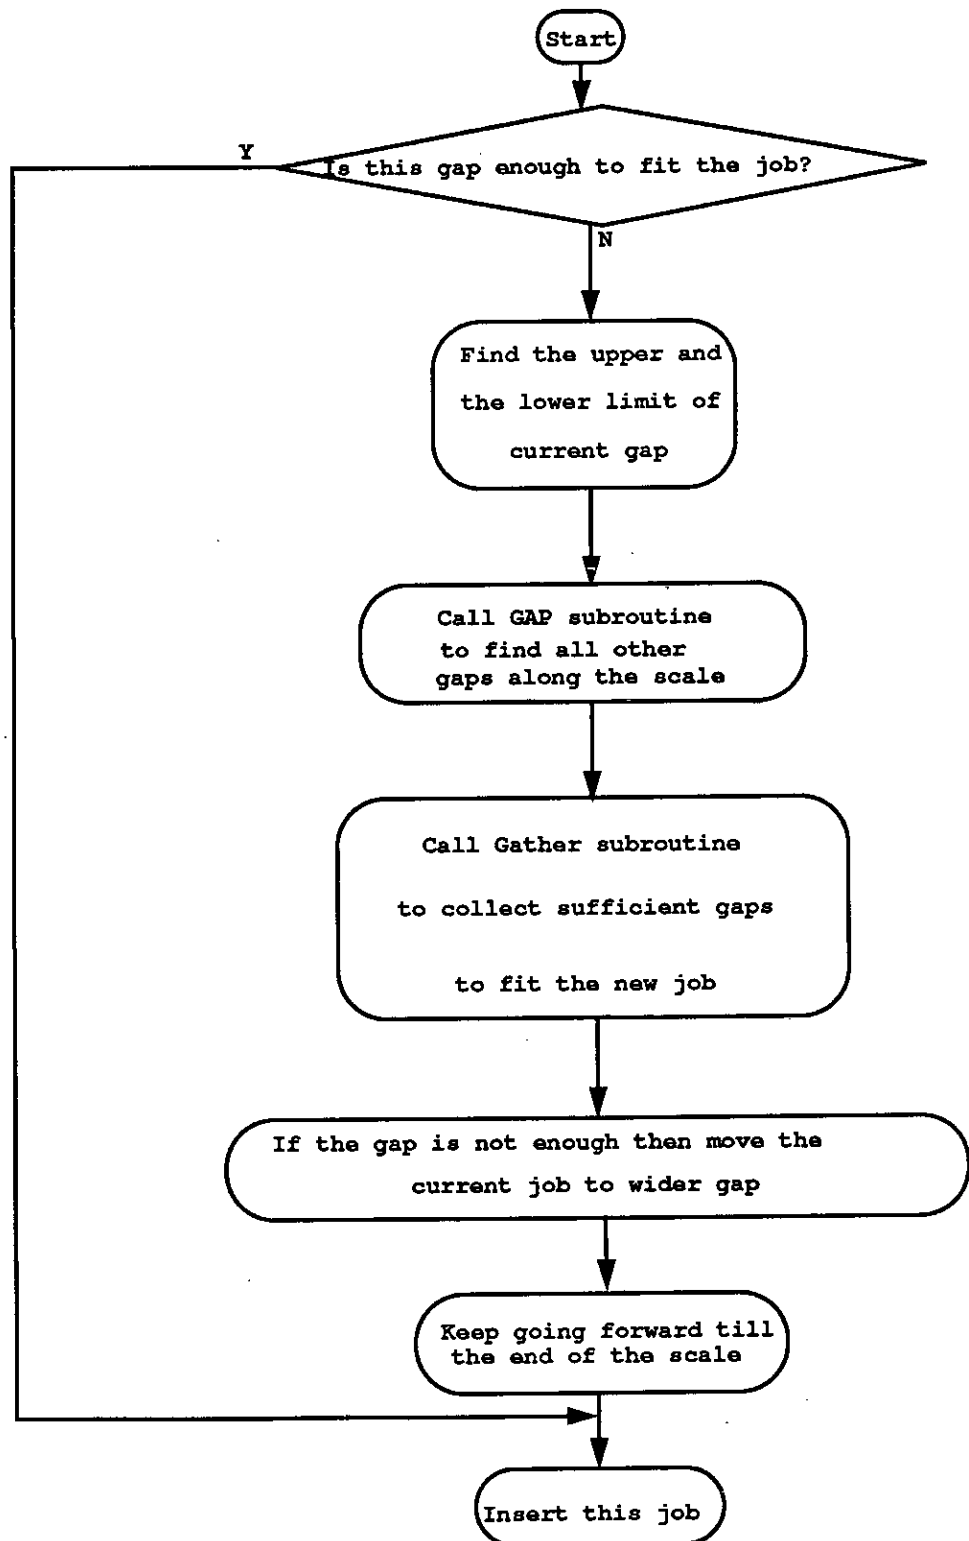 Start
Y
Is this gap enough to fit the job?
N
Find the upper and
the lower limit of
current gap
Call GAP subroutine
to find all other
gaps along the scale
Call Gather subroutine
to collect sufficient gaps
to fit the new job
If the gap is not enough then move the
current job to wider gap
Keep going forward till
the end of the scale
Insert this job